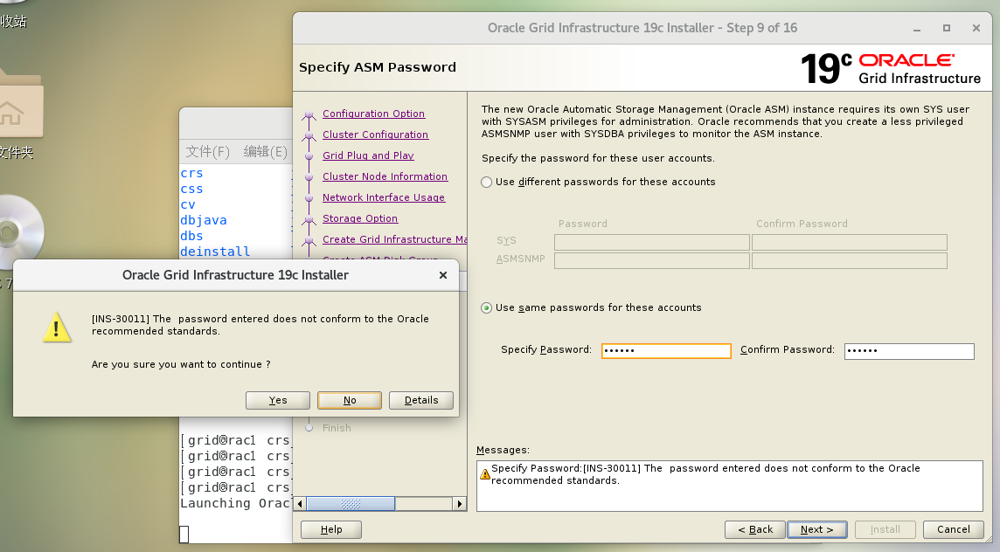 收站
文件夹
Oracle Grid Infrastructure 19c Installer - Step 9 of 16
Specify ASM Password
19c ORACLE
Grid Infrastructure
文件(F) 编辑(E)
crs
css
cv
dbjava
dbs
deinstall
Configuration Option
Cluster Configuration
Grid Plug and Play
Cluster Node Information
Network Interface Usage
Storage Option
Create Grid Infrastructure Ma
Create ASM Disk Group
Finish
The new Oracle Automatic Storage Management (Oracle ASM) instance requires its own SYS user
with SYSASM privileges for administration. Oracle recommends that you create a less privileged
ASMSNMP user with SYSDBA privileges to monitor the ASM instance.
Specify the password for these user accounts.
Use different passwords for these accounts
Password Confirm Password
SYS
ASMSNMP
Use same passwords for these accounts
Specify Password: •••••• Confirm Password: ••••••
Messages:
Specify Password:[INS-30011] The  password entered does not conform to the Oracle
recommended standards.
Help < Back Next > Install Cancel
S 7
Oracle Grid Infrastructure 19c Installer
[INS-30011] The  password entered does not conform to the Oracle
recommended standards.
Are you sure you want to continue ?
Yes No Details
[grid@rac1 crs
[grid@rac1 crs
[grid@rac1 crs
[grid@rac1 crs
Launching Orac